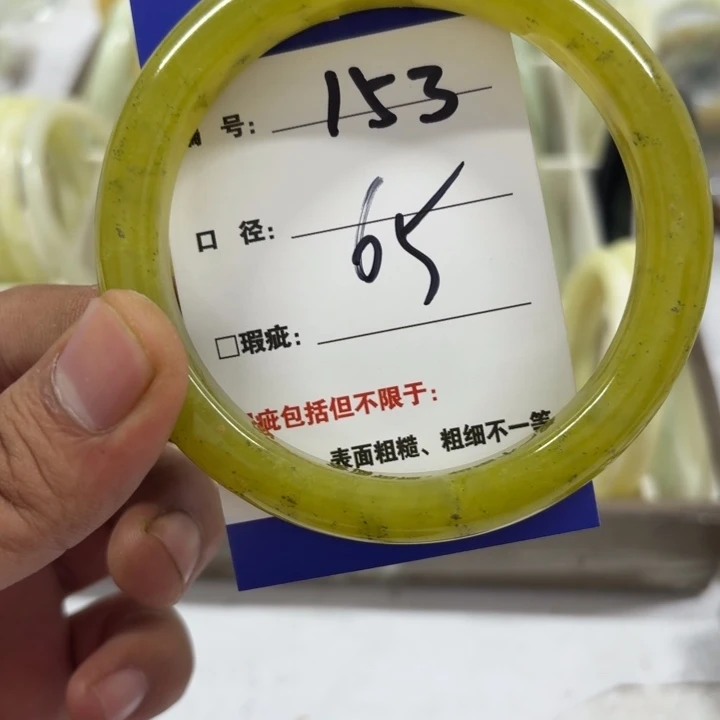 号: 153
口 径: 65
□瑕疵:
疵包括但不限于:
表面粗糙、粗细不一等